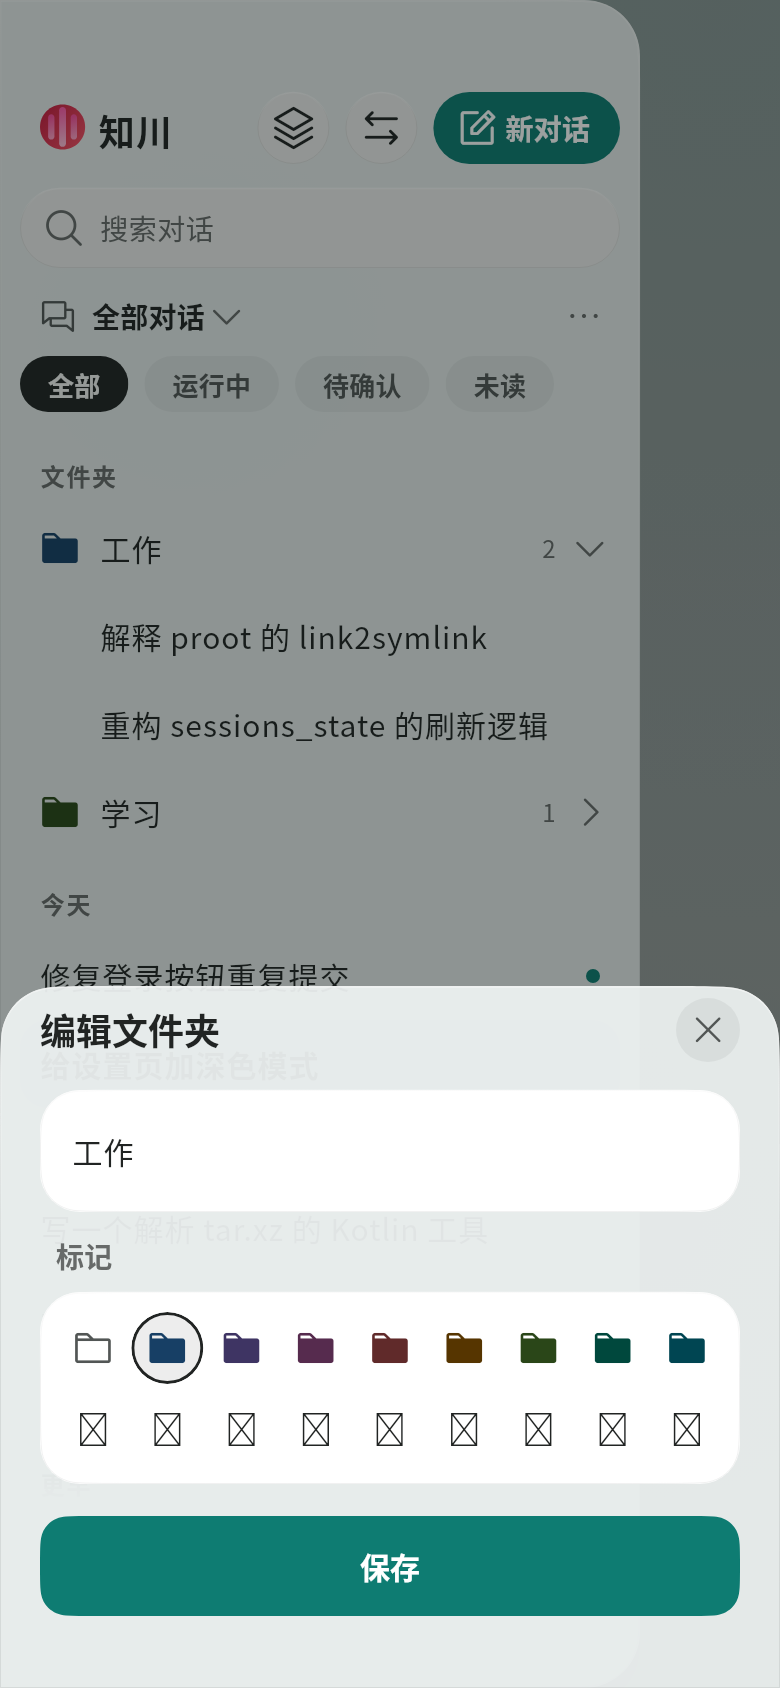 知川
新对话
搜索对话
全部对话
全部 运行中 待确认 未读
文件夹
工作 2
解释 proot 的 link2symlink
重构 sessions_state 的刷新逻辑
学习 1
今天
修复登录按钮重复提交
编辑文件夹
给设置页加深色模式
工作
写一个解析 tar.xz 的 Kotlin 工具
标记
保存